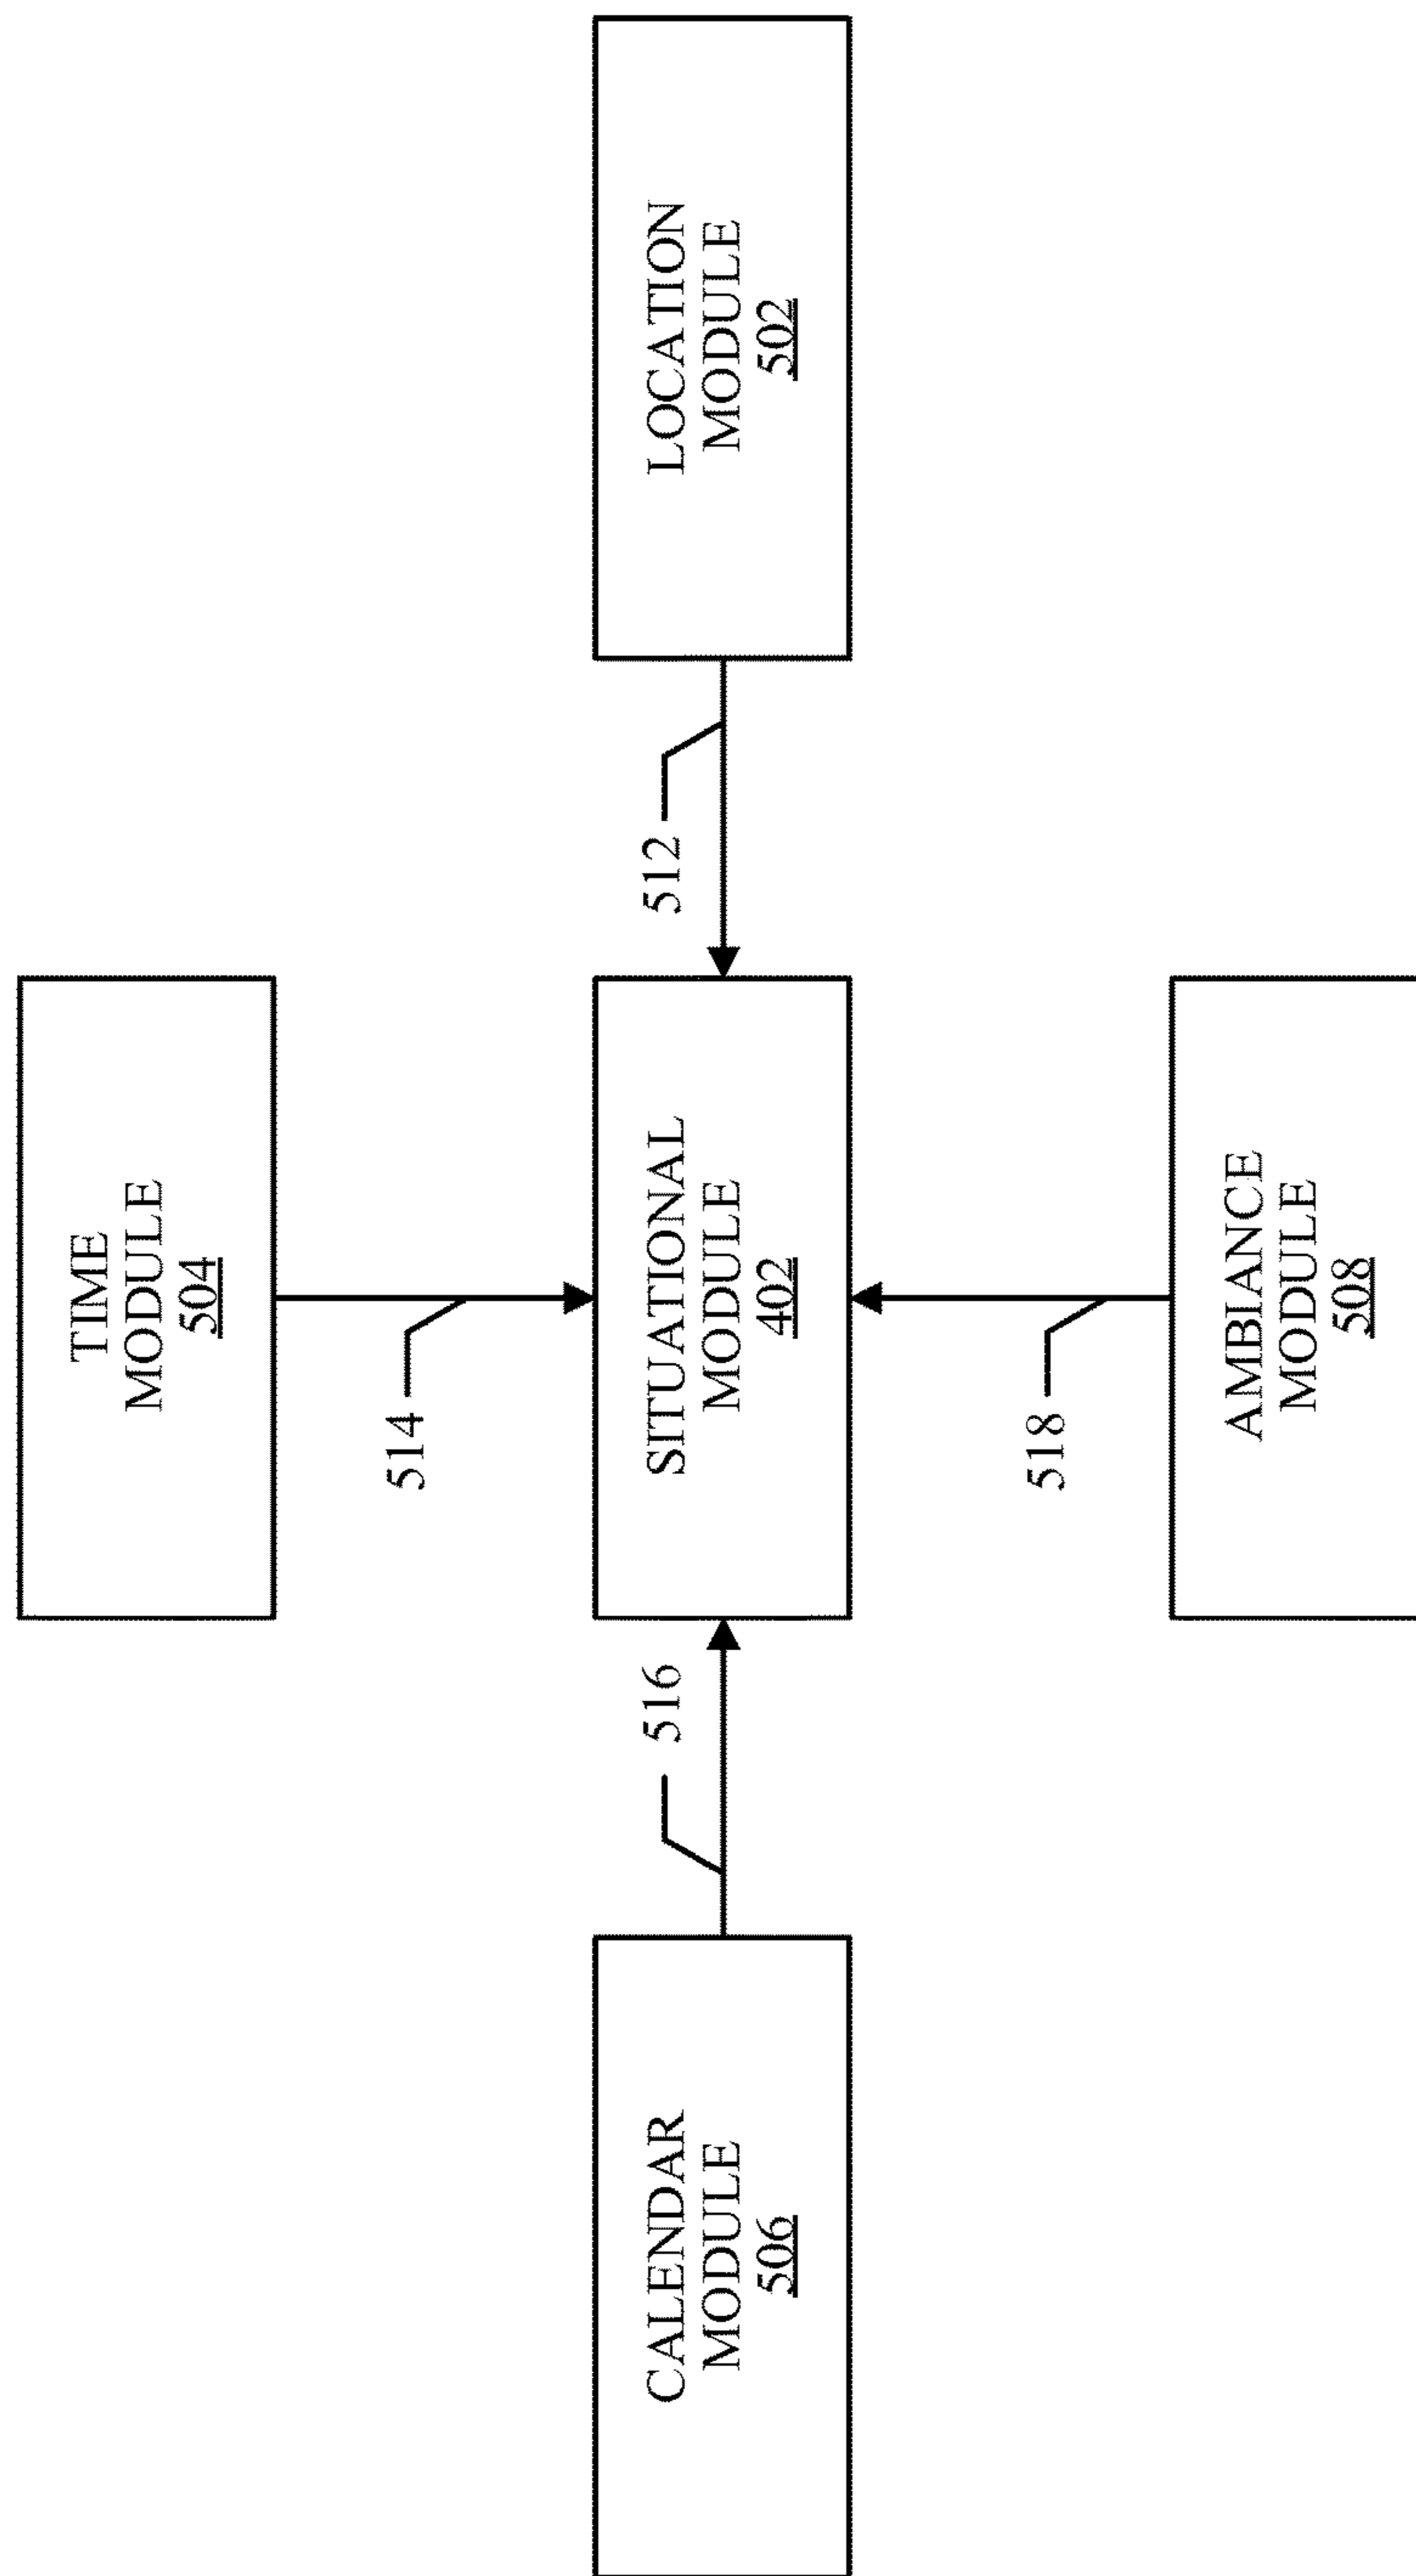 TIME
MODULE
504
514
CALENDAR
MODULE
506
516
SITUATIONAL
MODULE
402
512
LOCATION
MODULE
502
518
AMBIANCE
MODULE
508